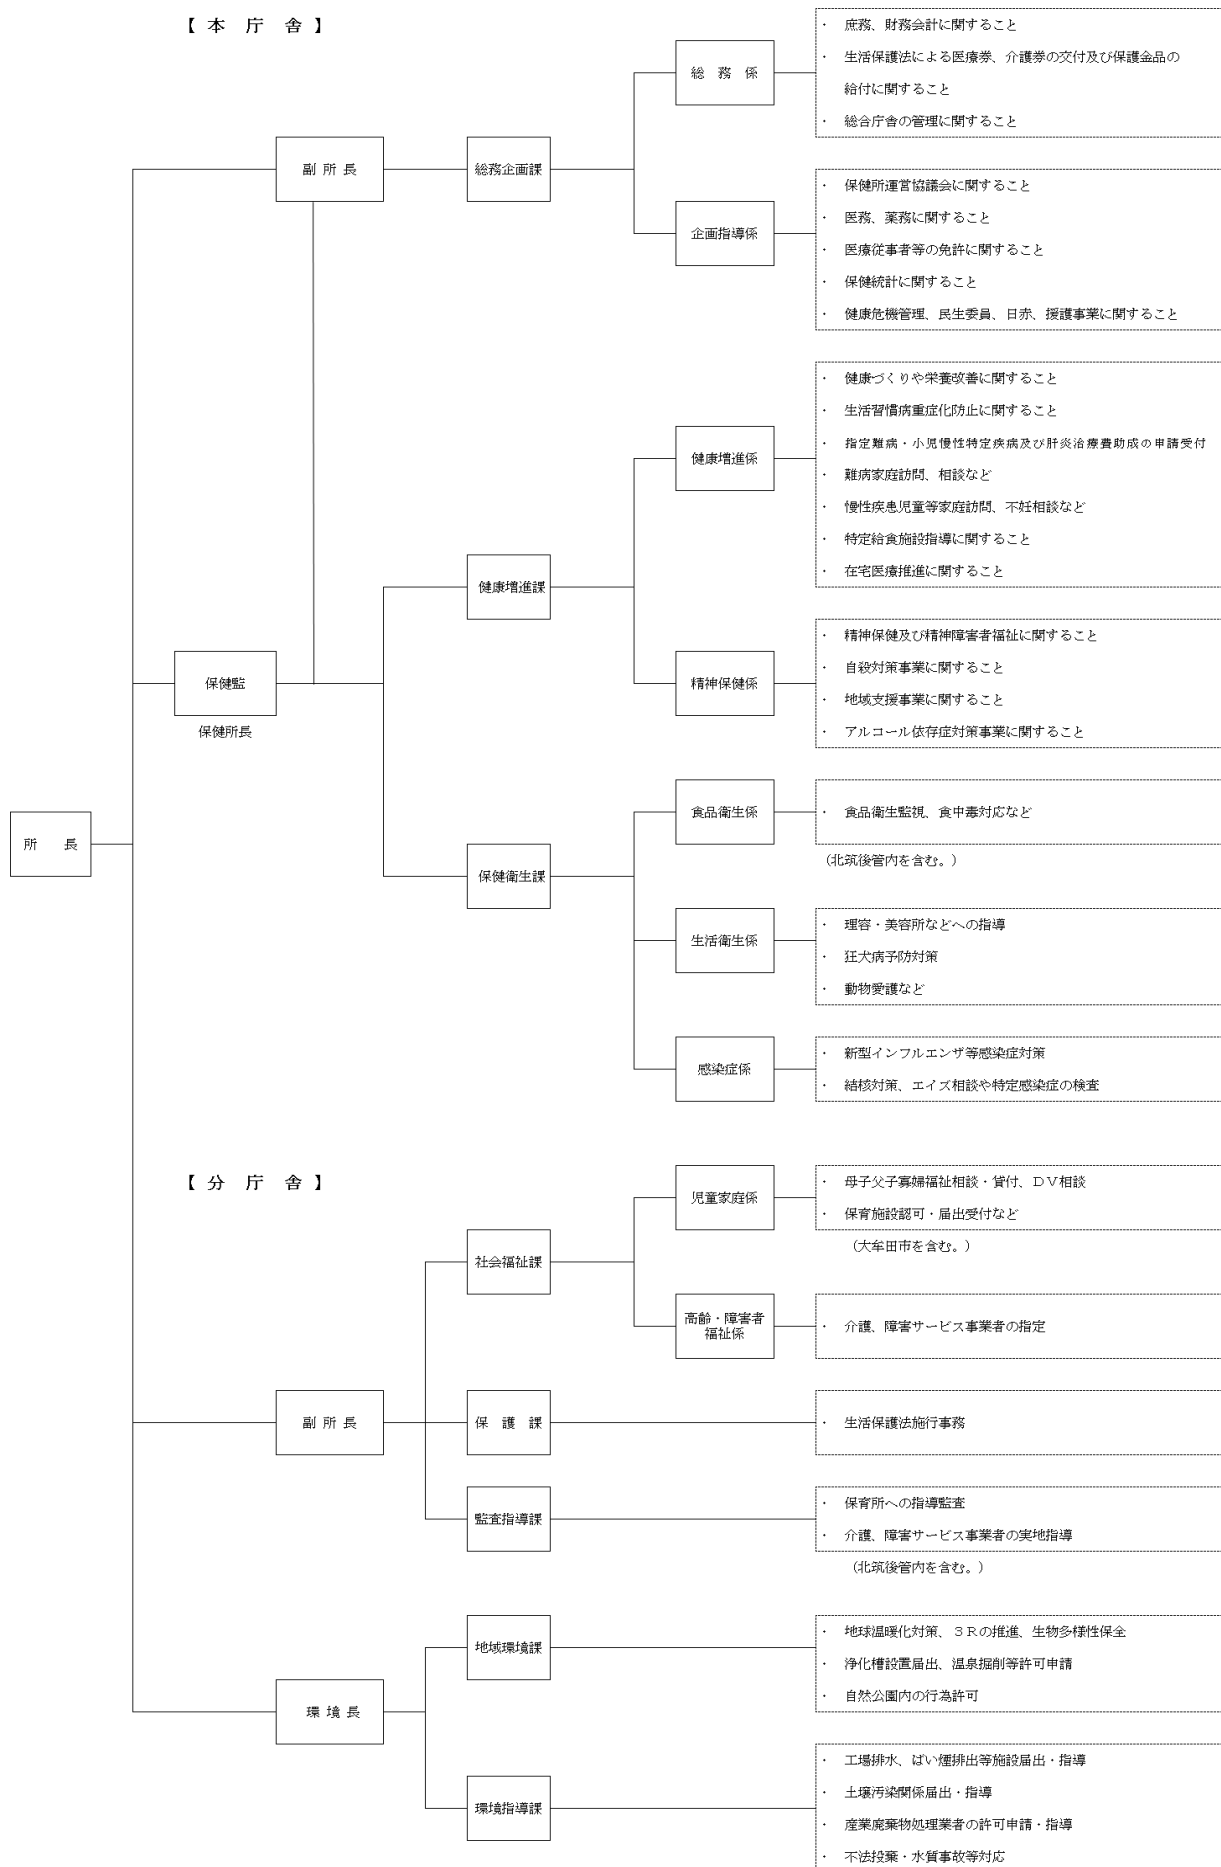 【 本 庁 舎 】
・ 庶務、財務会計に関すること
・ 生活保護法による医療券、介護券の交付及び保護金品の
給付に関すること
・ 総合庁舎の管理に関すること
総 務 係
副 所 長
総務企画課
・ 保健所運営協議会に関すること
・ 医務、薬務に関すること
・ 医療従事者等の免許に関すること
・ 保健統計に関すること
・ 健康危機管理、民生委員、日赤、援護事業に関すること
企画指導係
・ 健康づくりや栄養改善に関すること
・ 生活習慣病重症化防止に関すること
・ 指定難病・小児慢性特定疾病及び肝炎治療費助成の申請受付
・ 難病家庭訪問、相談など
・ 慢性疾患児童等家庭訪問、不妊相談など
・ 特定給食施設指導に関すること
・ 在宅医療推進に関すること
健康増進係
健康増進課
・ 精神保健及び精神障害者福祉に関すること
・ 自殺対策事業に関すること
・ 地域支援事業に関すること
・ アルコール依存症対策事業に関すること
精神保健係
保健監
保健所長
所 長
食品衛生係
・ 食品衛生監視、食中毒対応など
（北筑後管内を含む。）
保健衛生課
生活衛生係
・ 理容・美容所などへの指導
・ 狂犬病予防対策
・ 動物愛護など
感染症係
・ 新型インフルエンザ等感染症対策
・ 結核対策、エイズ相談や特定感染症の検査
【 分 庁 舎 】
児童家庭係
・ 母子父子寡婦福祉相談・貸付、ＤＶ相談
・ 保育施設認可・届出受付など
（大牟田市を含む。）
社会福祉課
高齢・障害者
福祉係
・ 介護、障害サービス事業者の指定
副 所 長
保 護 課
・ 生活保護法施行事務
監査指導課
・ 保育所への指導監査
・ 介護、障害サービス事業者の実地指導
（北筑後管内を含む。）
地域環境課
・ 地球温暖化対策、３Ｒの推進、生物多様性保全
・ 浄化槽設置届出、温泉掘削等許可申請
・ 自然公園内の行為許可
環 境 長
環境指導課
・ 工場排水、ばい煙排出等施設届出・指導
・ 土壌汚染関係届出・指導
・ 産業廃棄物処理業者の許可申請・指導
・ 不法投棄・水質事故等対応